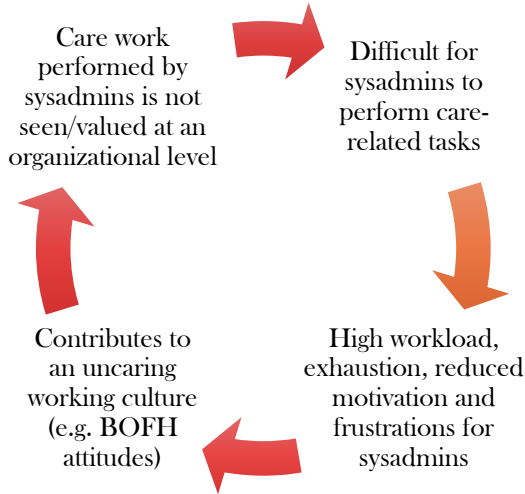 Care work
performed by
sysadmins is not
seen/valued at an
organizational level
Difficult for
sysadmins to
perform care-
related tasks
High workload,
exhaustion, reduced
motivation and
frustrations for
sysadmins
Contributes to
an uncaring
working culture
(e.g. BOFH
attitudes)